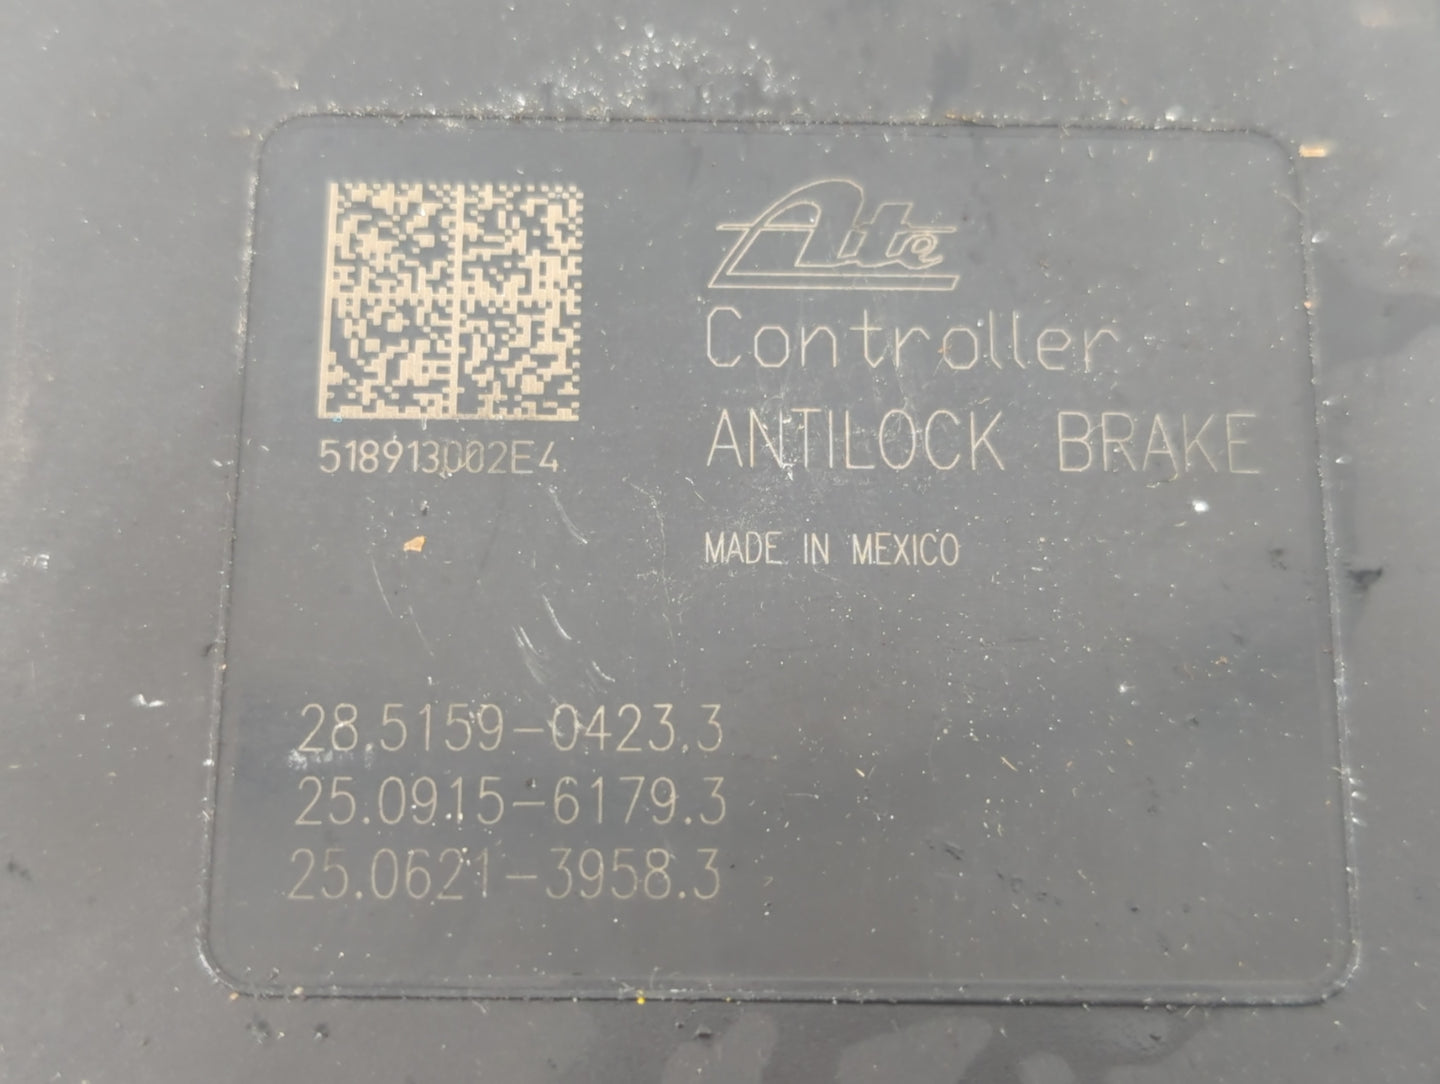 Ate
Controller
ANTILOCK BRAKE
518913D02E4
MADE IN MEXICO
28.5159-0423.3
25.0915-6179.3
25.0621-3958.3